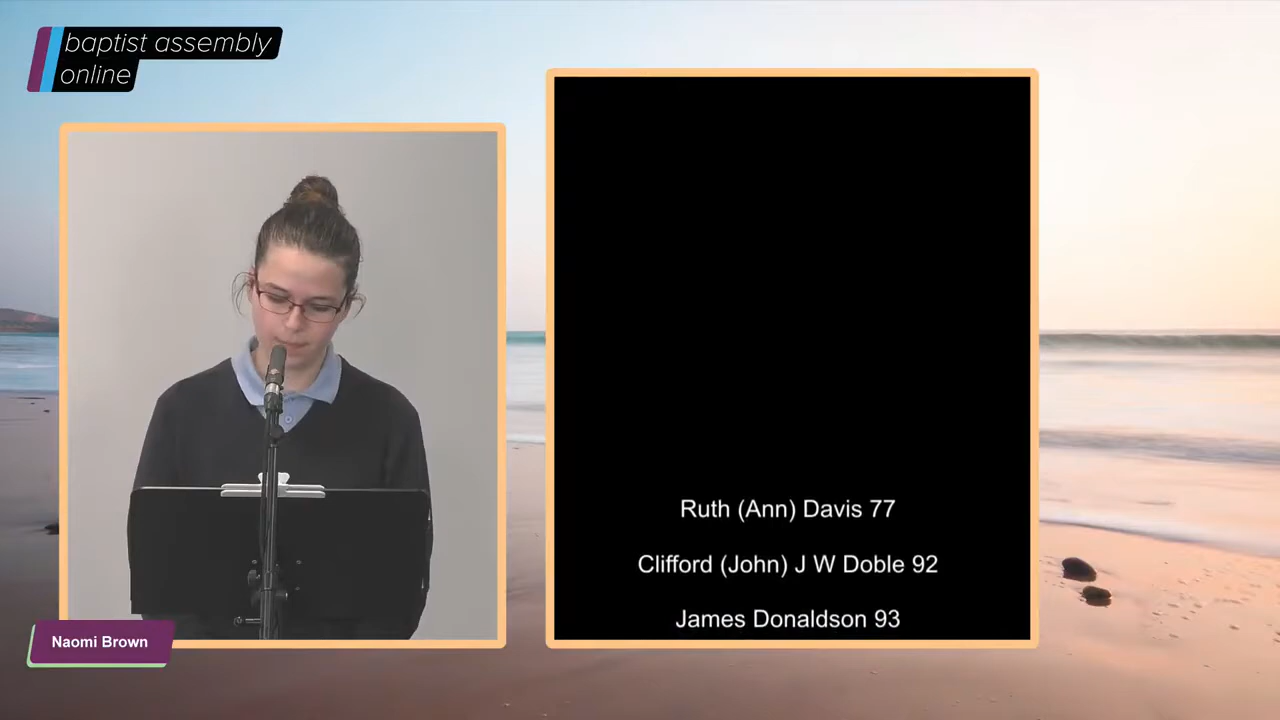 baptist assembly
online
Ruth (Ann) Davis 77
Clifford (John) J W Doble 92
James Donaldson 93
Naomi Brown